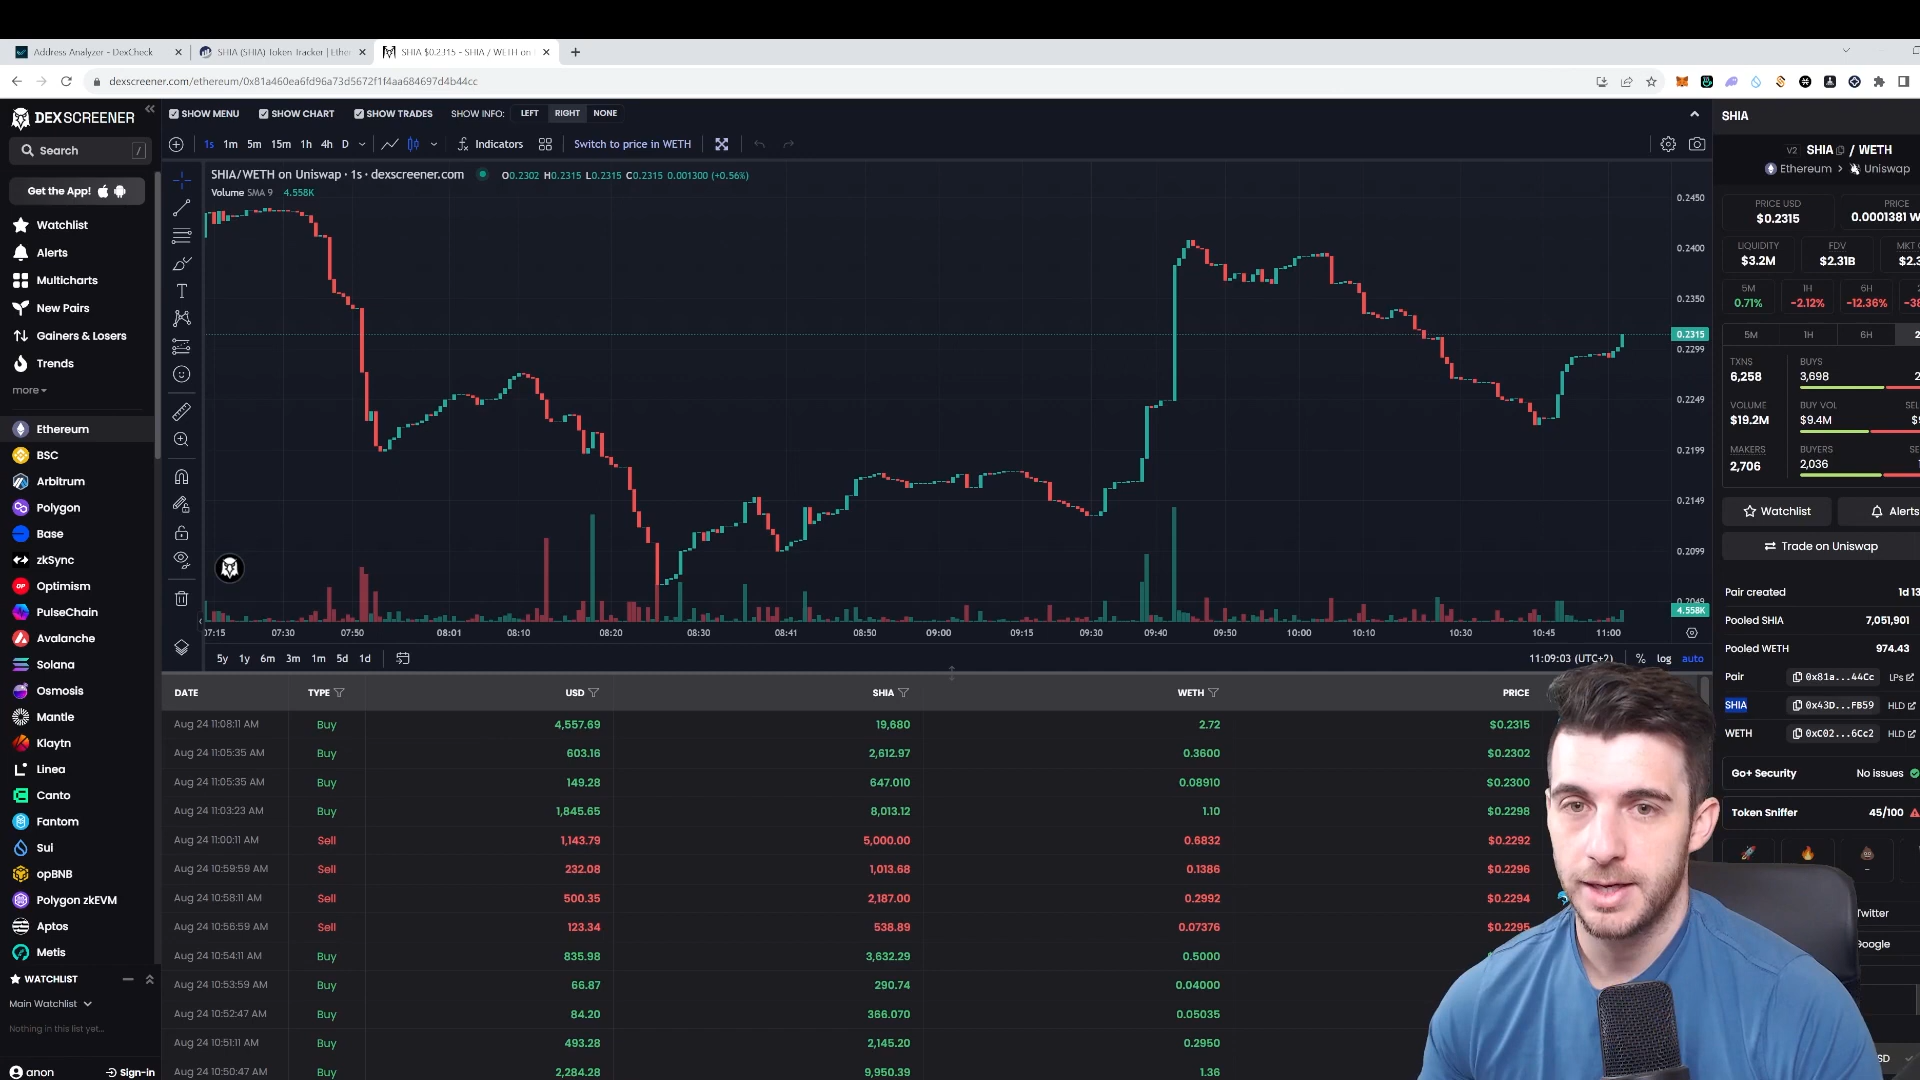 Address Analyzer - DexCheck
SHIA (SHIA) Token Tracker | Ethe
SHIA $0.2315 - SHIA / WETH on
dexscreener.com/ethereum/0x81a460ea6fd96a73d5672f1f4aa684697d4b44cc
DEXSCREENER
SHOW MENU SHOW CHART SHOW TRADES SHOW INFO: LEFT RIGHT NONE
SHIA
Search /
1s 1m 5m 15m 1h 4h D Indicators Switch to price in WETH
V2 SHIA / WETH
Ethereum > Uniswap
SHIA/WETH on Uniswap · 1s · dexscreener.com O0.2302 H0.2315 L0.2315 C0.2315 0.001300 (+0.56%)
Volume SMA 9 4.558K
Get the App!
Watchlist
Alerts
Multicharts
New Pairs
Gainers & Losers
Trends
more
Ethereum
BSC
Arbitrum
Polygon
Base
zkSync
Optimism
PulseChain
Avalanche
Solana
Osmosis
Mantle
Klaytn
Linea
Canto
Fantom
Sui
opBNB
Polygon zkEVM
Aptos
Metis
WATCHLIST
Main Watchlist
Nothing in this list yet...
anon Sign-in
0.2450
0.2400
0.2350
0.2315
0.2299
0.2249
0.2199
0.2149
0.2099
0.2049
4.558K
07:15 07:30 07:50 08:01 08:10 08:20 08:30 08:41 08:50 09:00 09:15 09:30 09:40 09:50 10:00 10:10 10:30 10:45 11:00
5y 1y 6m 3m 1m 5d 1d 11:09:03 (UTC+2) % log auto
DATE TYPE USD SHIA WETH PRICE
Aug 24 11:08:11 AM Buy 4,557.69 19,680 2.72 $0.2315
Aug 24 11:05:35 AM Buy 603.16 2,612.97 0.3600 $0.2302
Aug 24 11:05:35 AM Buy 149.28 647.010 0.08910 $0.2300
Aug 24 11:03:23 AM Buy 1,845.65 8,013.12 1.10 $0.2298
Aug 24 11:00:11 AM Sell 1,143.79 5,000.00 0.6832 $0.2292
Aug 24 10:59:59 AM Sell 232.08 1,013.68 0.1386 $0.2296
Aug 24 10:58:11 AM Sell 500.35 2,187.00 0.2992 $0.2294
Aug 24 10:56:59 AM Sell 123.34 538.89 0.07376 $0.2295
Aug 24 10:54:11 AM Buy 835.98 3,632.29 0.5000
Aug 24 10:53:59 AM Buy 66.87 290.74 0.04000
Aug 24 10:52:47 AM Buy 84.20 366.070 0.05035
Aug 24 10:51:11 AM Buy 493.28 2,145.20 0.2950
Aug 24 10:50:47 AM Buy 2,284.28 9,950.39 1.36
PRICE USD PRICE
$0.2315 0.0001381 W
LIQUIDITY FDV MKT
$3.2M $2.31B $2.3
5M 1H 6H
0.71% -2.12% -12.36%
5M 1H 6H
TXNS BUYS
6,258 3,698
VOLUME BUY VOL SEL
$19.2M $9.4M
MAKERS BUYERS SE
2,706 2,036
Watchlist Alerts
Trade on Uniswap
Pair created 1d 13
Pooled SHIA 7,051,901
Pooled WETH 974.43
Pair 0x81a...44Cc LPs
SHIA 0x43D...FB59 HLD
WETH 0xC02...6Cc2 HLD
Go+ Security No issues
Token Sniffer 45/100
Twitter
Google
SD